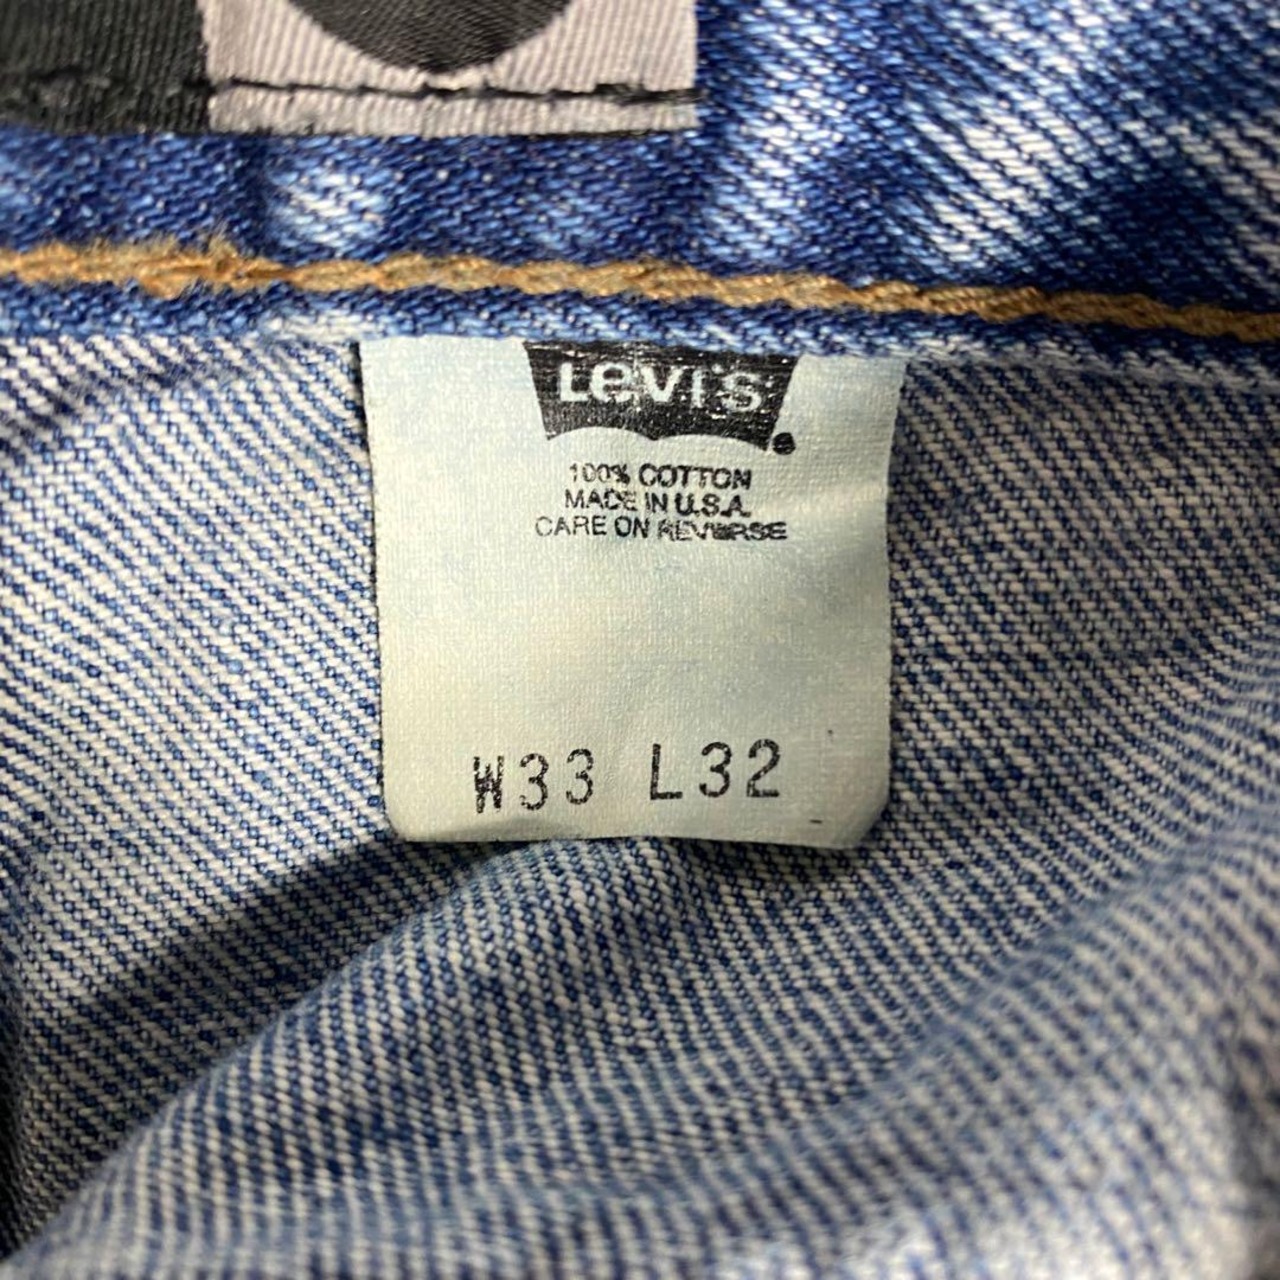 Levi's
100% COTTON
MADE IN U.S.A.
CARE ON REVERSE
W33 L32